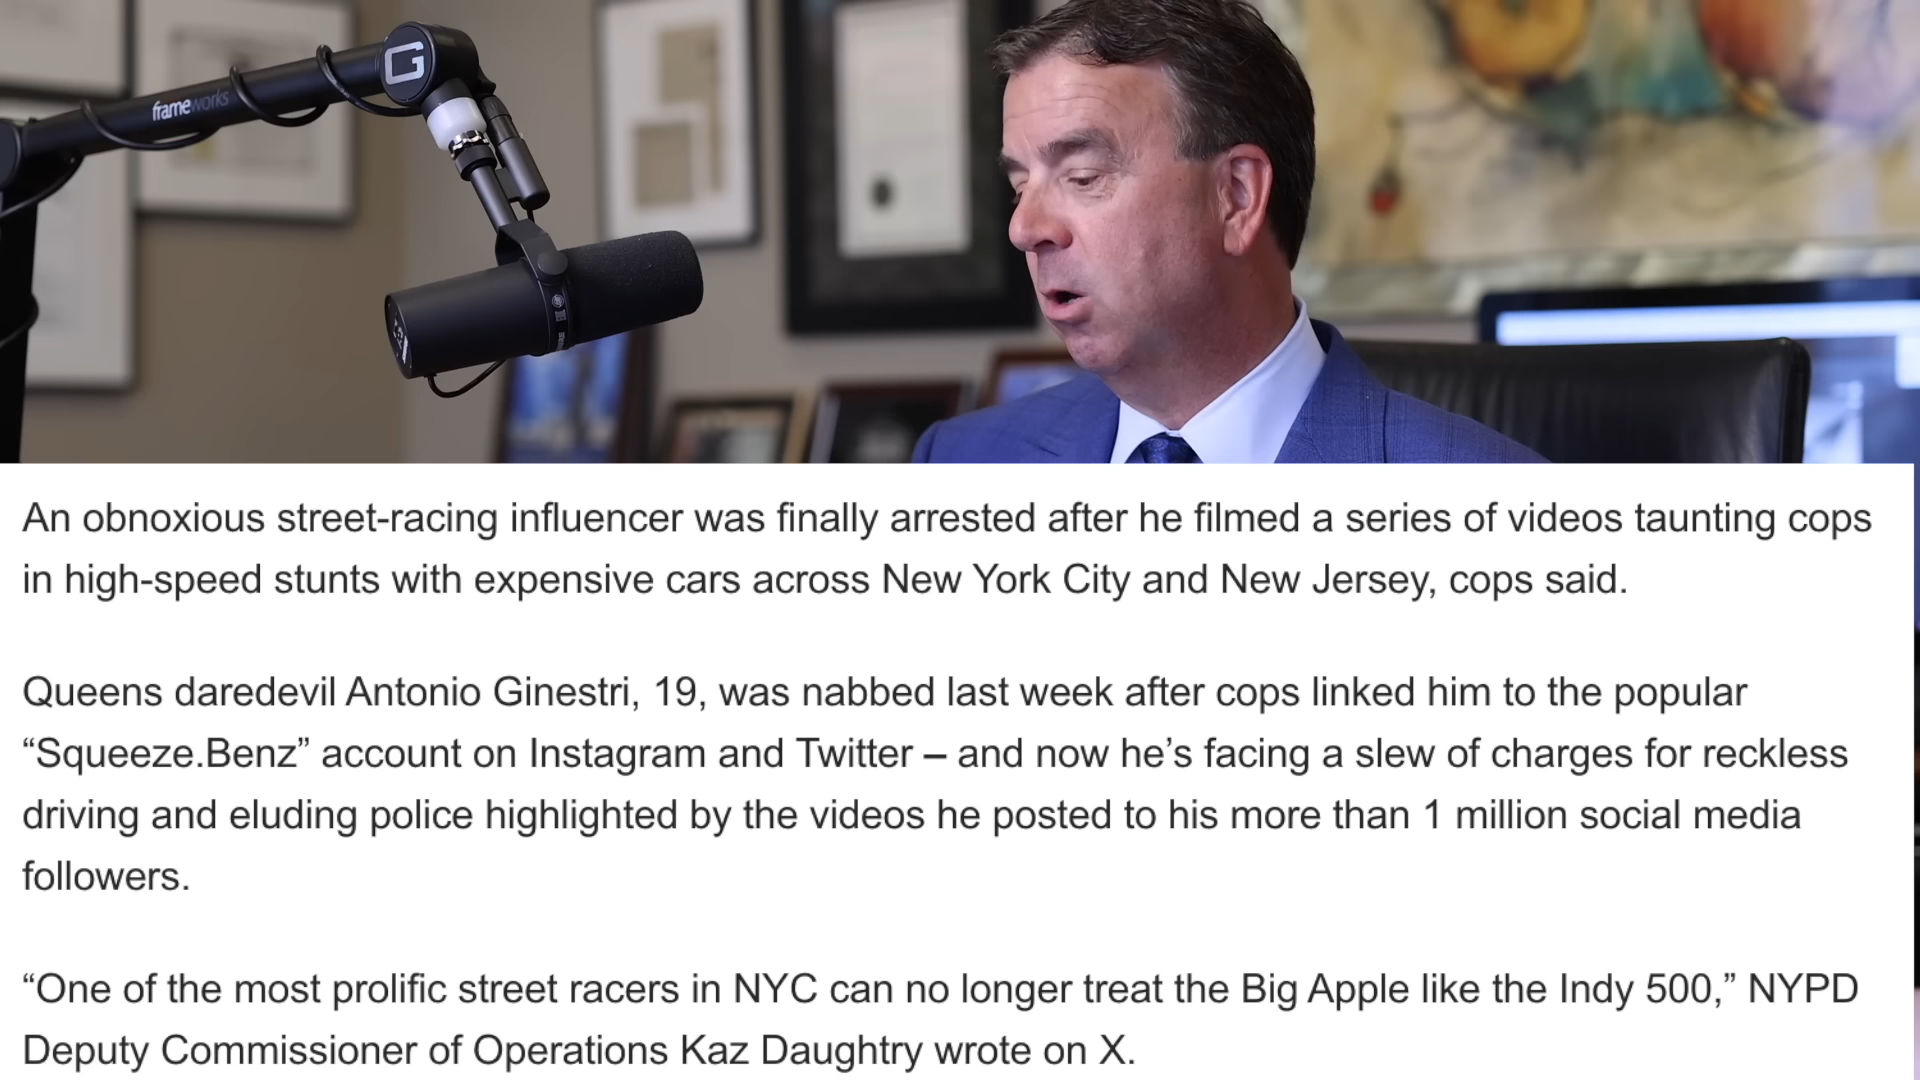 G
frameworks
An obnoxious street-racing influencer was finally arrested after he filmed a series of videos taunting cops
in high-speed stunts with expensive cars across New York City and New Jersey, cops said.
Queens daredevil Antonio Ginestri, 19, was nabbed last week after cops linked him to the popular
“Squeeze.Benz” account on Instagram and Twitter – and now he’s facing a slew of charges for reckless
driving and eluding police highlighted by the videos he posted to his more than 1 million social media
followers.
“One of the most prolific street racers in NYC can no longer treat the Big Apple like the Indy 500,” NYPD
Deputy Commissioner of Operations Kaz Daughtry wrote on X.